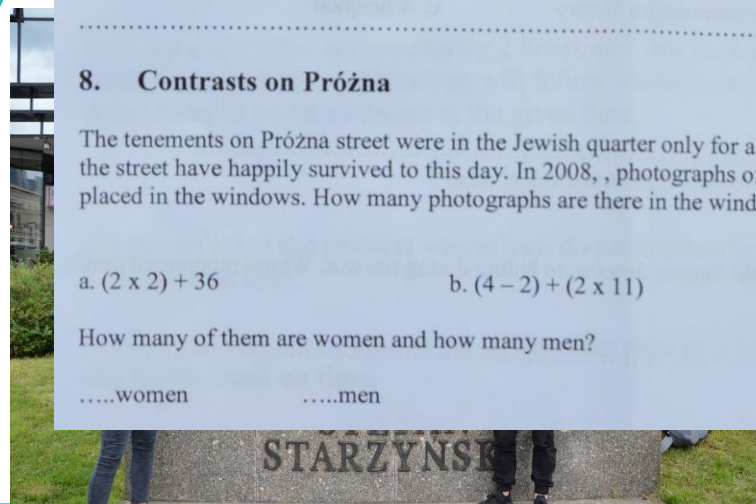 8. Contrasts on Próżna
The tenements on Próżna street were in the Jewish quarter only for a
the street have happily survived to this day. In 2008, , photographs
placed in the windows. How many photographs are there in the
a. (2 x 2) + 36 b. (4 – 2) + (2 x 11)
How many of them are women and how many men?
.....women .....men